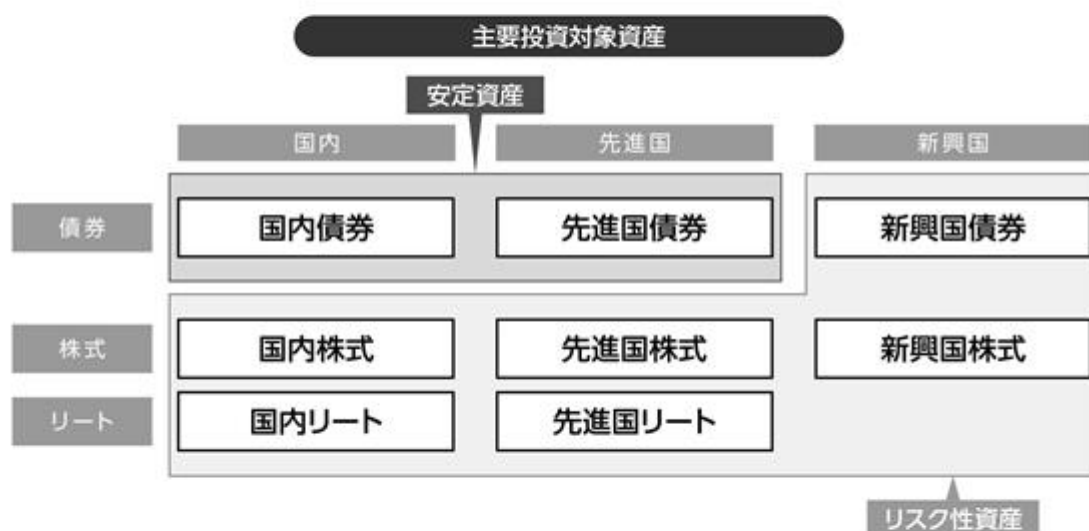 主要投資対象資産
安定資産
国内 先進国 新興国
債券 国内債券 先進国債券 新興国債券
株式 国内株式 先進国株式 新興国株式
リート 国内リート 先進国リート
リスク性資産